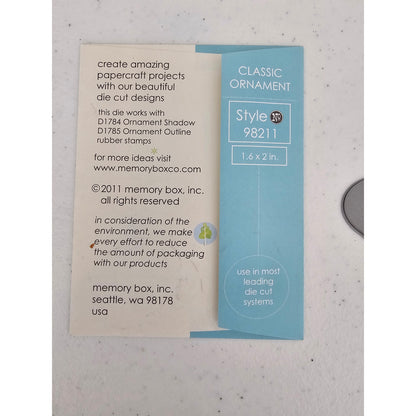 create amazing
papercraft projects
with our beautiful
die cut designs
this die works with
D1784 Ornament Shadow
D1785 Ornament Outline
rubber stamps
for more ideas visit
www.memoryboxco.com
©2011 memory box, inc.
all rights reserved
in consideration of the
environment, we make
every effort to reduce
the amount of packaging
with our products
memory box, inc.
seattle, wa 98178
usa
CLASSIC
ORNAMENT
Style
98211
1.6 x 2 in.
use in most
leading
die cut
systems